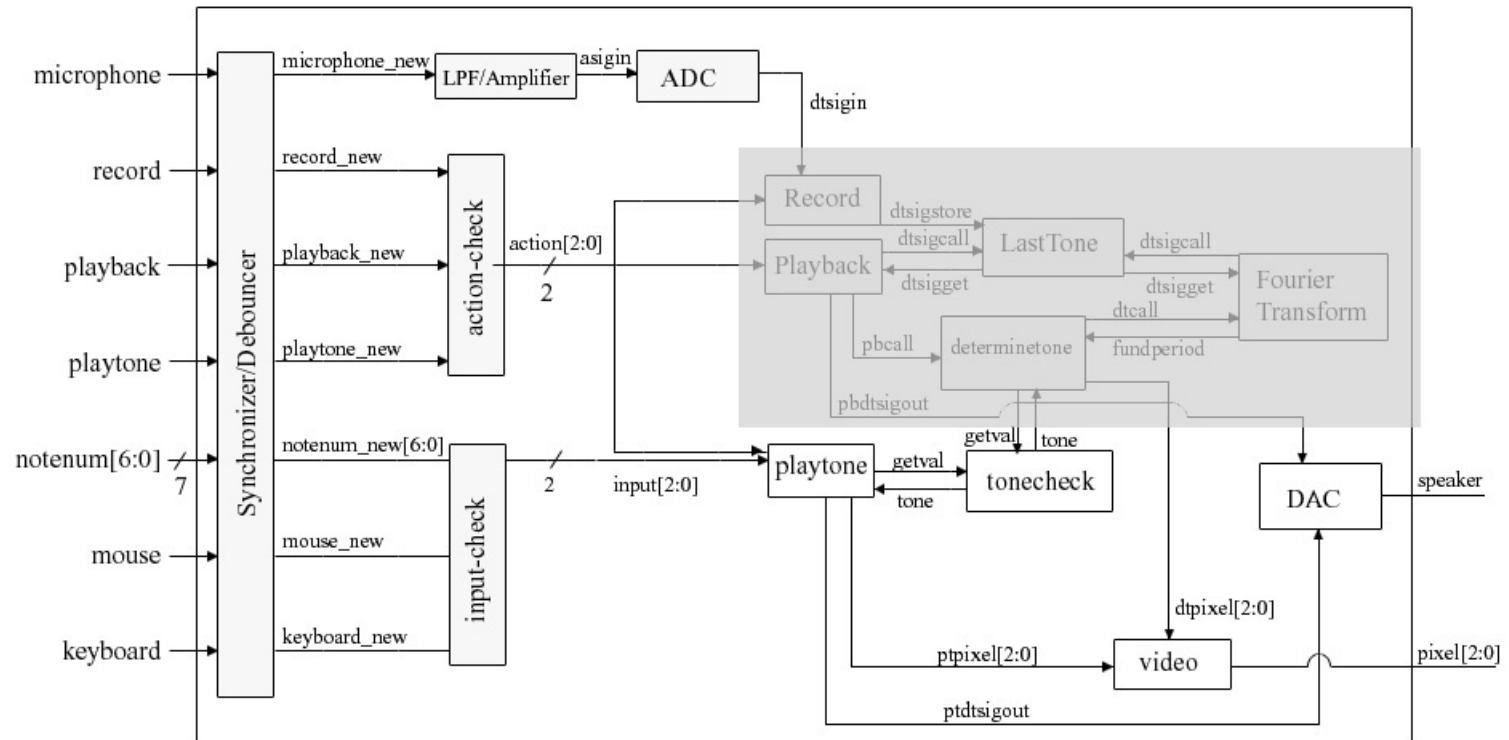 microphone
microphone_new
LPF/Amplifier
asigin
ADC
dtsigin
record
record_new
Record
dtsigstore
LastTone
dtsigcall
dtsigcall
dtsigget
dtsigget
Fourier
Transform
playback
playback_new
action-check
action[2:0]
2
Playback
pbcall
determinetone
dtcall
fundperiod
pbdtsigout
playtone
playtone_new
Synchronizer/Debouncer
notenum[6:0]
7
notenum_new[6:0]
input-check
2
input[2:0]
playtone
getval
tone
getval
tone
tonecheck
DAC
speaker
mouse
mouse_new
keyboard
keyboard_new
dtpixel[2:0]
ptpixel[2:0]
video
pixel[2:0]
ptdtsigout